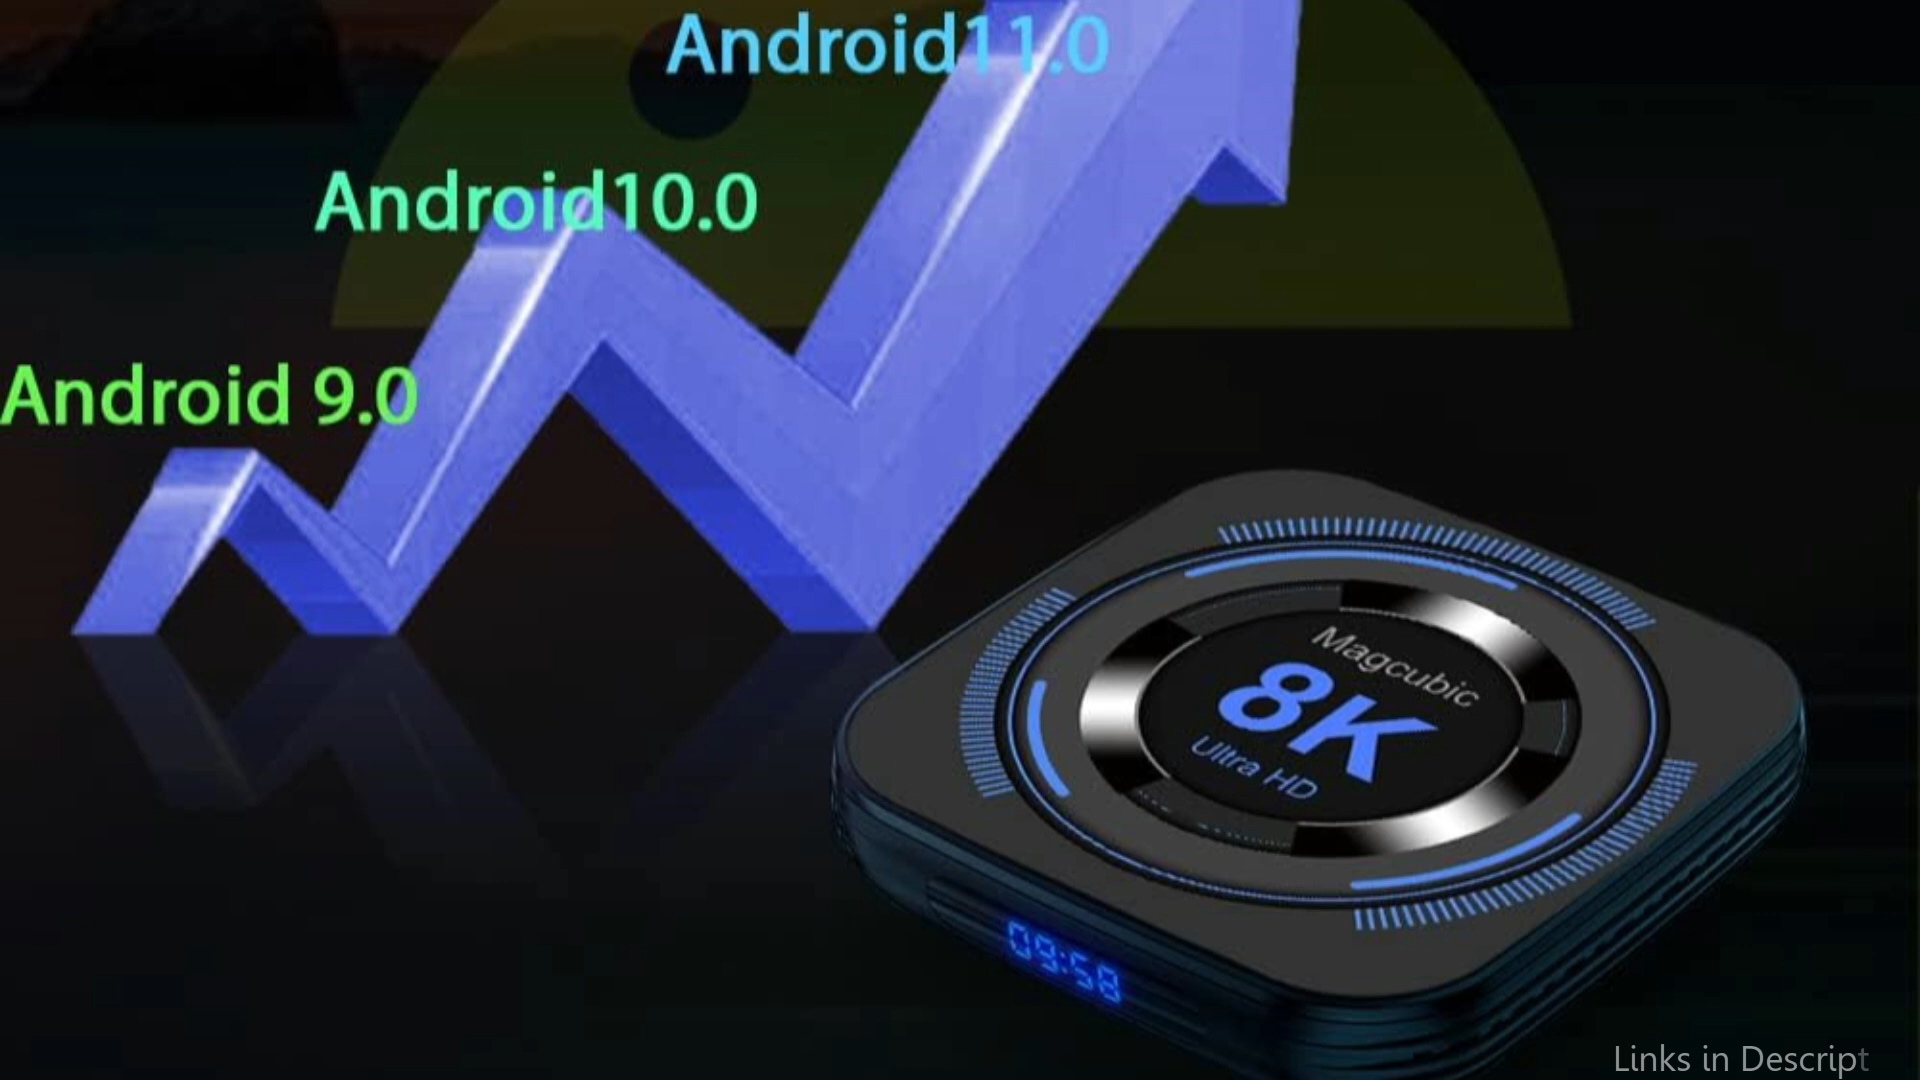 Android11.0
Android10.0
Android 9.0
Magcubic
8K
Ultra HD
09:58
Links in Descript